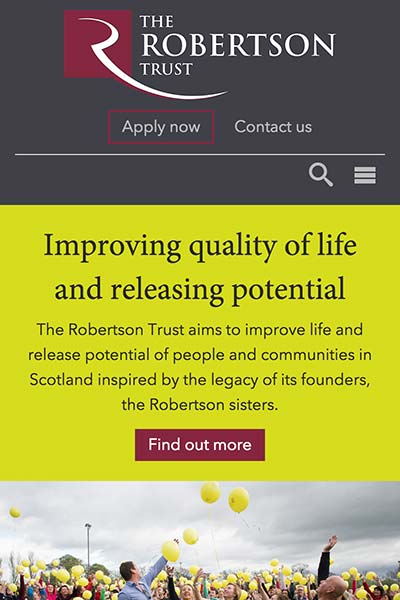 THE
ROBERTSON
TRUST
Apply now
Contact us
Improving quality of life
and releasing potential
The Robertson Trust aims to improve life and
release potential of people and communities in
Scotland inspired by the legacy of its founders,
the Robertson sisters.
Find out more